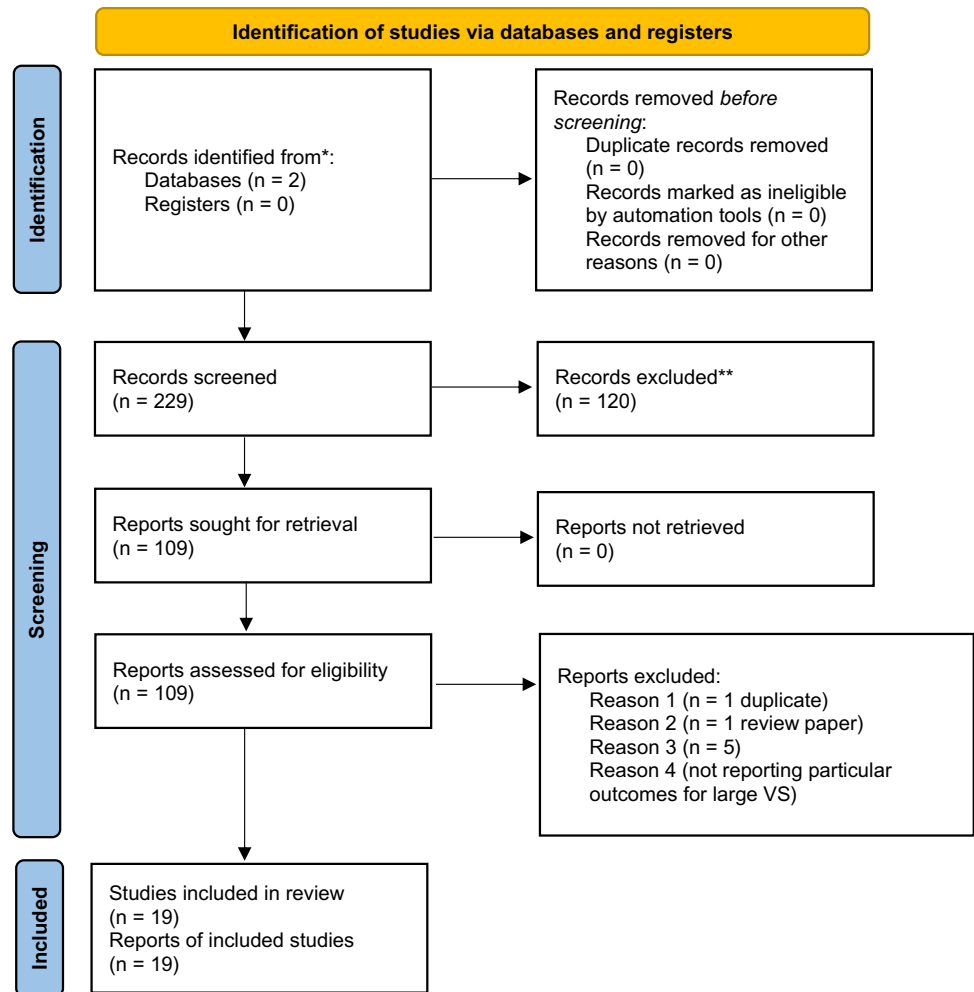 Identification of studies via databases and registers
Identification
Records identified from*:
Databases (n = 2)
Registers (n = 0)
Records removed before
screening:
Duplicate records removed
(n = 0)
Records marked as ineligible
by automation tools (n = 0)
Records removed for other
reasons (n = 0)
Screening
Records screened
(n = 229)
Records excluded**
(n = 120)
Reports sought for retrieval
(n = 109)
Reports not retrieved
(n = 0)
Reports assessed for eligibility
(n = 109)
Reports excluded:
Reason 1 (n = 1 duplicate)
Reason 2 (n = 1 review paper)
Reason 3 (n = 5)
Reason 4 (not reporting particular
outcomes for large VS)
Included
Studies included in review
(n = 19)
Reports of included studies
(n = 19)